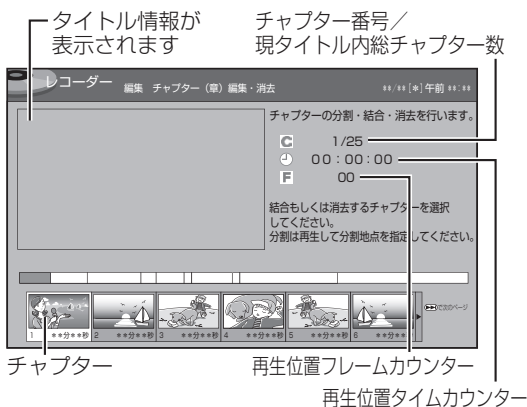 タイトル情報が
表示されます
チャプター番号／
現タイトル内総チャプター数
レコーダー 編集 チャプター（章）編集・消去 **/**[*]午前 **:**
チャプターの分割・結合・消去を行います。
C 1/25
00：00：00
F 00
結合もしくは消去するチャプターを選択
してください。
分割は再生して分割地点を指定してください。
1 **分**秒 2 **分**秒 3 **分**秒 4 **分**秒 5 **分**秒 6 **分**秒
で次のページ
チャプター
再生位置フレームカウンター
再生位置タイムカウンター